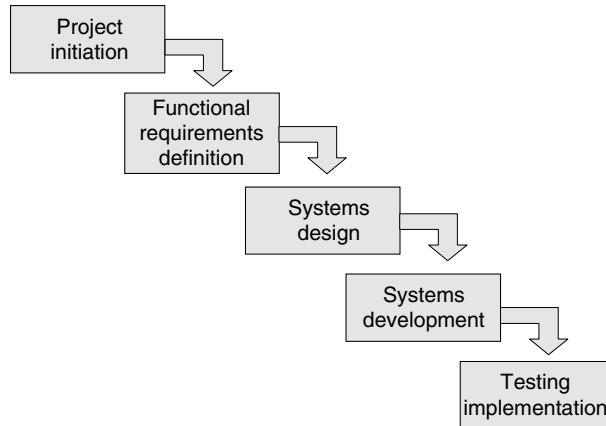 Project
initiation
Functional
requirements
definition
Systems
design
Systems
development
Testing
implementation